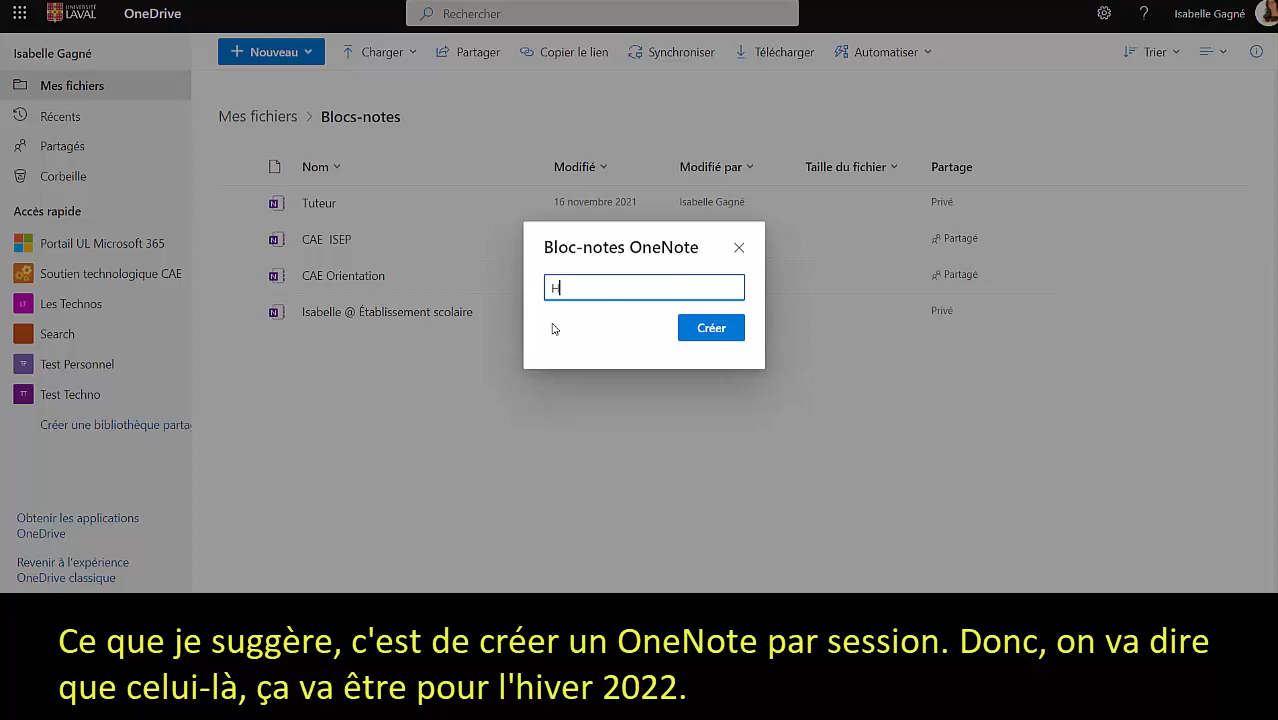 UNIVERSITÉ
LAVAL
OneDrive
Rechercher
?
Isabelle Gagné
Isabelle Gagné
Mes fichiers
Récents
Partagés
Corbeille
Accès rapide
Portail UL Microsoft 365
Soutien technologique CAE
LT Les Technos
Search
TP Test Personnel
TT Test Techno
Créer une bibliothèque parta
Obtenir les applications
OneDrive
Revenir à l'expérience
OneDrive classique
+ Nouveau
Charger
Partager
Copier le lien
Synchroniser
Télécharger
Automatiser
Trier
Mes fichiers > Blocs-notes
Nom
Modifié
Modifié par
Taille du fichier
Partage
Tuteur
16 novembre 2021
Isabelle Gagné
Privé
CAE ISEP
Partagé
CAE Orientation
Partagé
Isabelle @ Établissement scolaire
Privé
Bloc-notes OneNote
H
Créer
Ce que je suggère, c'est de créer un OneNote par session. Donc, on va dire
que celui-là, ça va être pour l'hiver 2022.